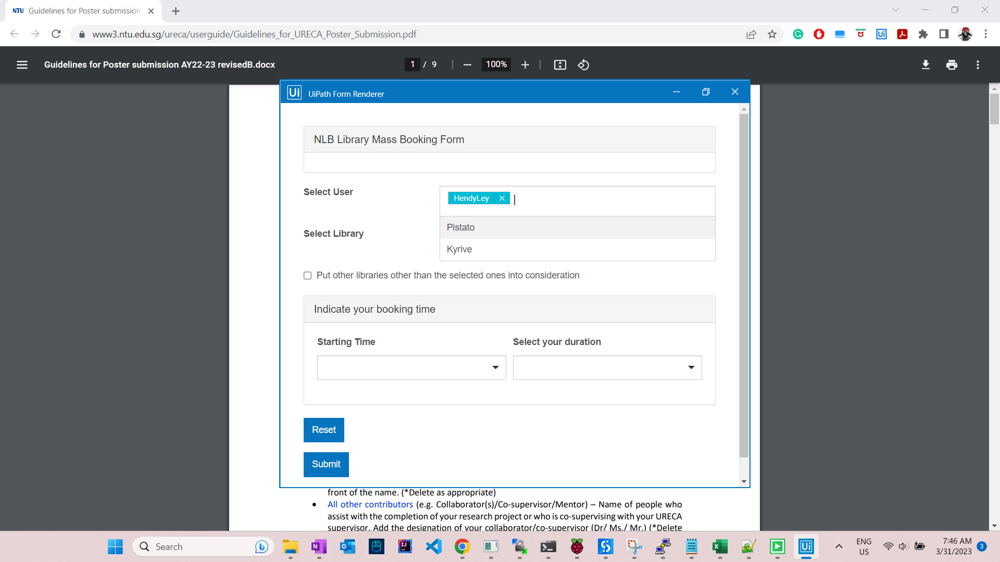 NTU Guidelines for Poster submission
www3.ntu.edu.sg/ureca/userguide/Guidelines_for_URECA_Poster_Submission.pdf
Guidelines for Poster submission AY22-23 revisedB.docx
1 / 9
100%
Ui UiPath Form Renderer
NLB Library Mass Booking Form
Select User
HendyLey
Pistato
Select Library
Kyrive
Put other libraries other than the selected ones into consideration
Indicate your booking time
Starting Time
Select your duration
Reset
Submit
front of the name. (*Delete as appropriate)
• All other contributors (e.g. Collaborator(s)/Co-supervisor/Mentor) – Name of people who
assist with the completion of your research project or who is co-supervising with your URECA
supervisor. Add the designation of your collaborator/co-supervisor (Dr/ Ms./ Mr.) (*Delete
Search
ENG
US
7:46 AM
3/31/2023
3